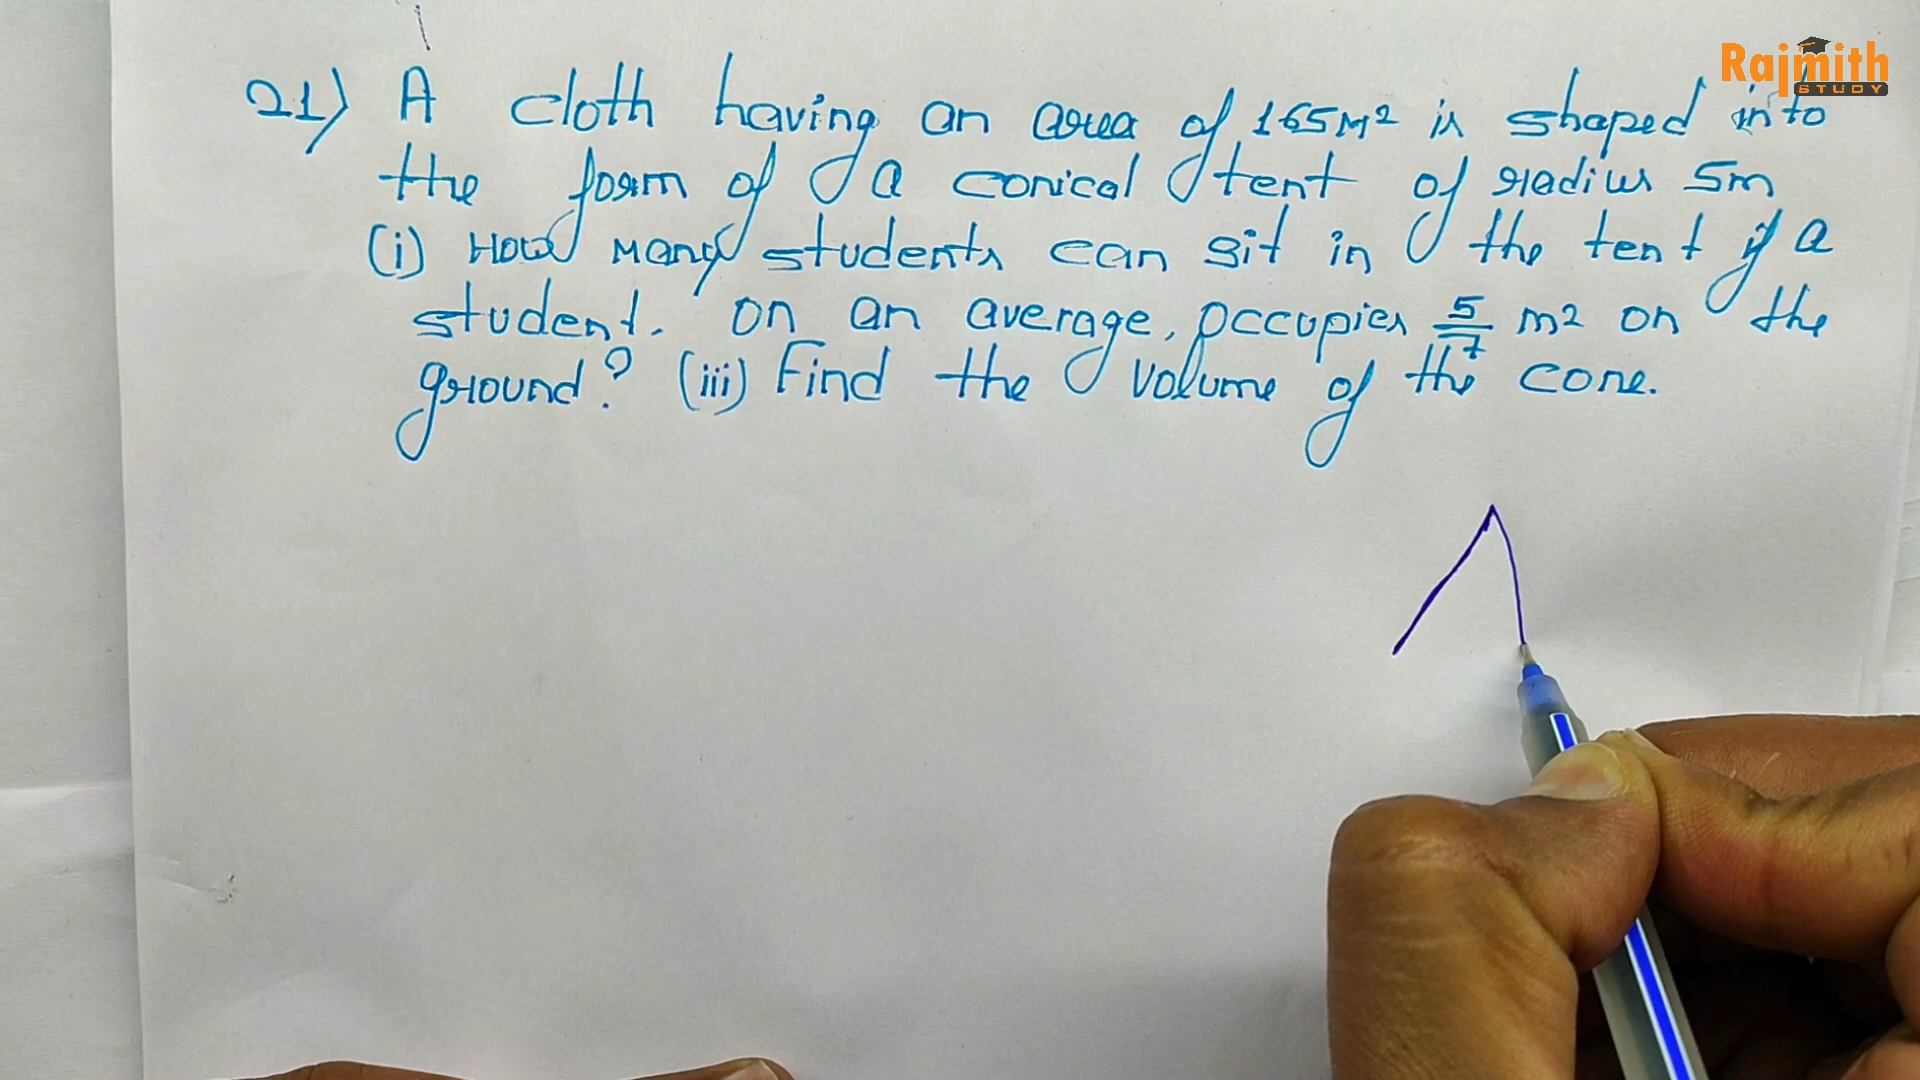 Rajmith
STUDY
21) A cloth having an area of 165M² is shaped into
the form of a conical tent of radius 5m
(i) How Many students can sit in the tent if a
student. on an average, occupies 5/7 m² on the
ground? (iii) Find the volume of the cone.